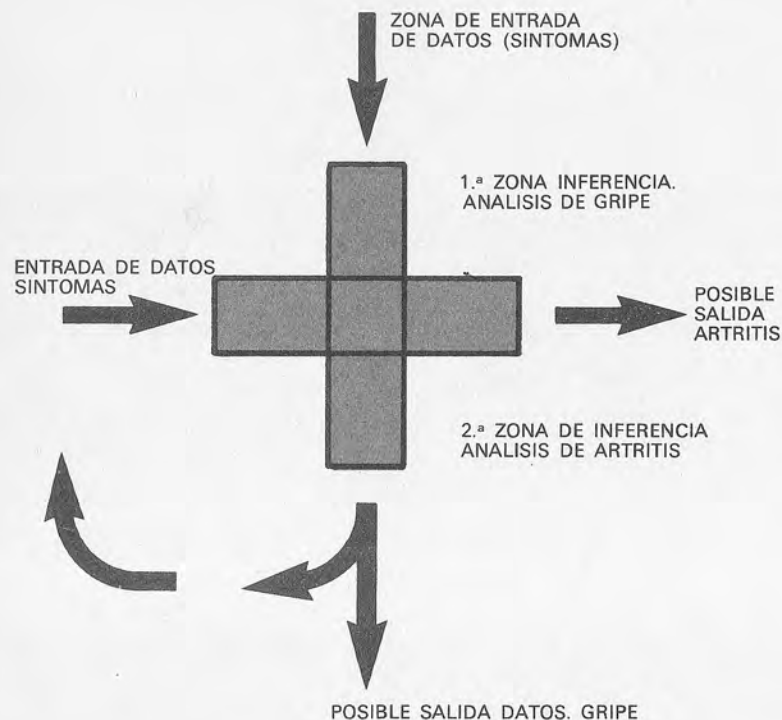 ZONA DE ENTRADA
DE DATOS (SINTOMAS)
1.ª ZONA INFERENCIA.
ANALISIS DE GRIPE
ENTRADA DE DATOS
SINTOMAS
POSIBLE
SALIDA
ARTRITIS
2.ª ZONA DE INFERENCIA
ANALISIS DE ARTRITIS
POSIBLE SALIDA DATOS. GRIPE